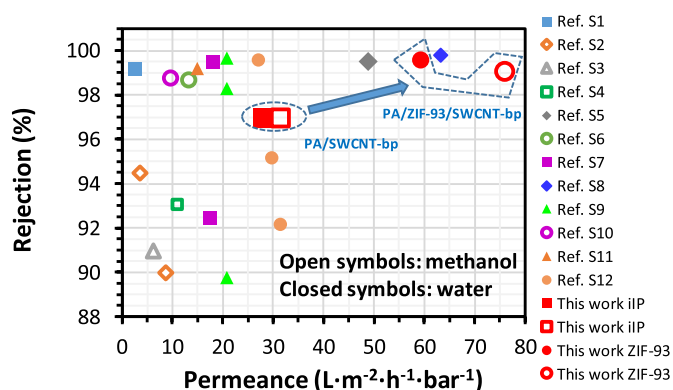 Rejection (%)
100
98
96
94
92
90
88
0 10 20 30 40 50 60 70 80
Permeance (L·m⁻²·h⁻¹·bar⁻¹)
PA/ZIF-93/SWCNT-bp
PA/SWCNT-bp
Open symbols: methanol
Closed symbols: water
Ref. S1
Ref. S2
Ref. S3
Ref. S4
Ref. S5
Ref. S6
Ref. S7
Ref. S8
Ref. S9
Ref. S10
Ref. S11
Ref. S12
This work iIP
This work iIP
This work ZIF-93
This work ZIF-93